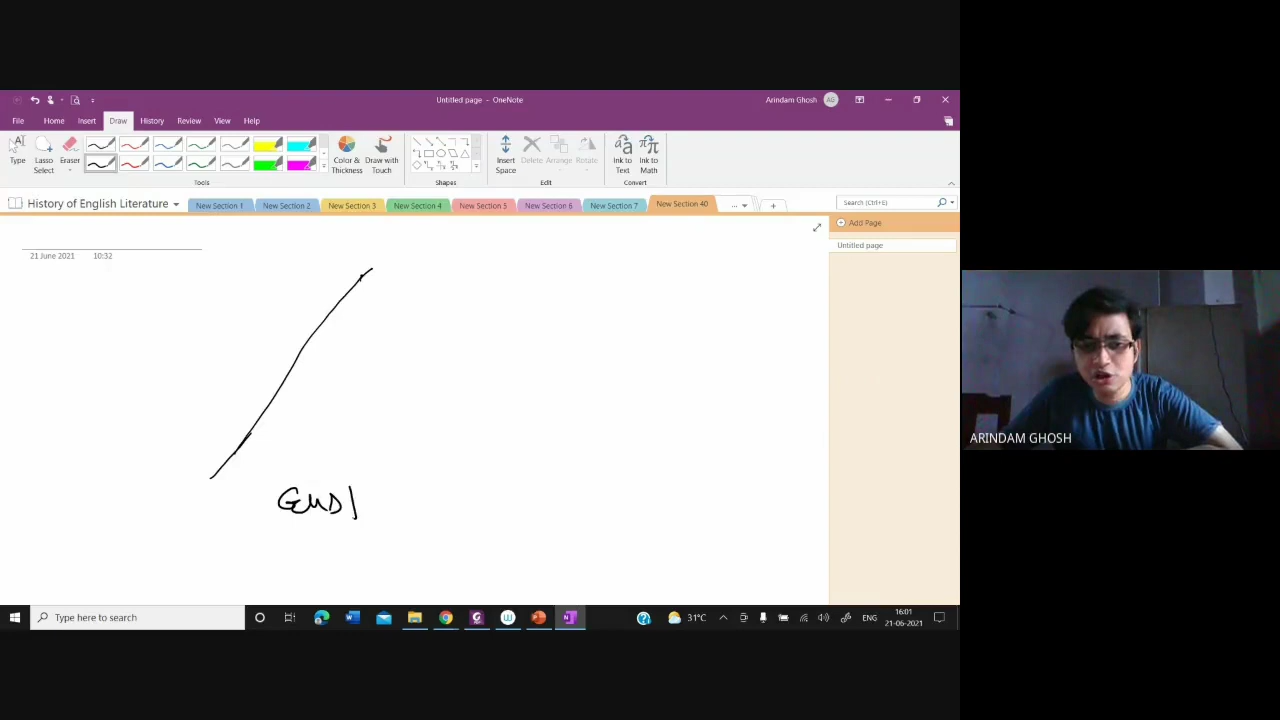 Untitled page - OneNote
Arindam Ghosh AG
File Home Insert Draw History Review View Help
Type
Lasso Select
Eraser
Color & Thickness
Draw with Touch
Insert Space
Delete
Arrange
Rotate
Ink to Text
Ink to Math
Tools
Shapes
Edit
Convert
History of English Literature
New Section 1 New Section 2 New Section 3 New Section 4 New Section 5 New Section 6 New Section 7 New Section 40 ...
Search (Ctrl+E)
Add Page
Untitled page
21 June 2021 10:32
ARINDAM GHOSH
Type here to search
31°C
ENG
16:01
21-06-2021